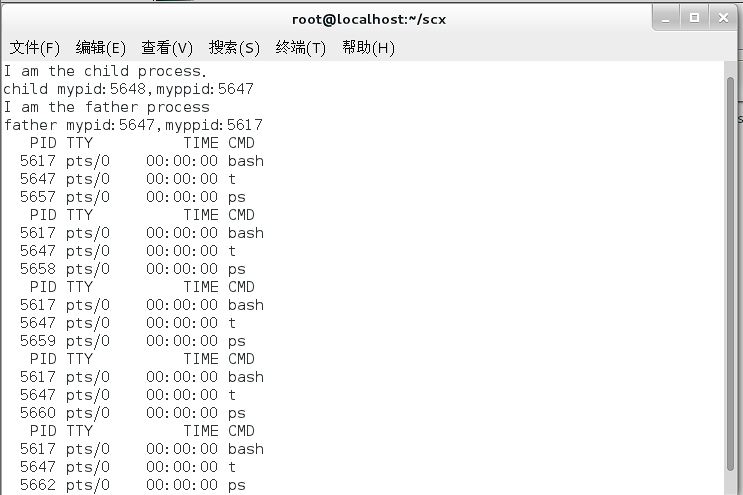 root@localhost:~/scx
文件(F) 编辑(E) 查看(V) 搜索(S) 终端(T) 帮助(H)
I am the child process.
child mypid:5648,myppid:5647
I am the father process
father mypid:5647,myppid:5617
PID TTY TIME CMD
5617 pts/0 00:00:00 bash
5647 pts/0 00:00:00 t
5657 pts/0 00:00:00 ps
PID TTY TIME CMD
5617 pts/0 00:00:00 bash
5647 pts/0 00:00:00 t
5658 pts/0 00:00:00 ps
PID TTY TIME CMD
5617 pts/0 00:00:00 bash
5647 pts/0 00:00:00 t
5659 pts/0 00:00:00 ps
PID TTY TIME CMD
5617 pts/0 00:00:00 bash
5647 pts/0 00:00:00 t
5660 pts/0 00:00:00 ps
PID TTY TIME CMD
5617 pts/0 00:00:00 bash
5647 pts/0 00:00:00 t
5662 pts/0 00:00:00 ps